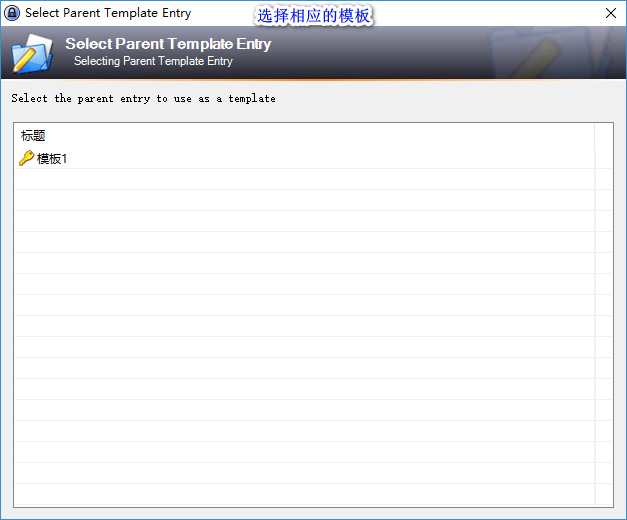 Select Parent Template Entry
选择相应的模板
Select Parent Template Entry
Selecting Parent Template Entry
Select the parent entry to use as a template
标题
模板1